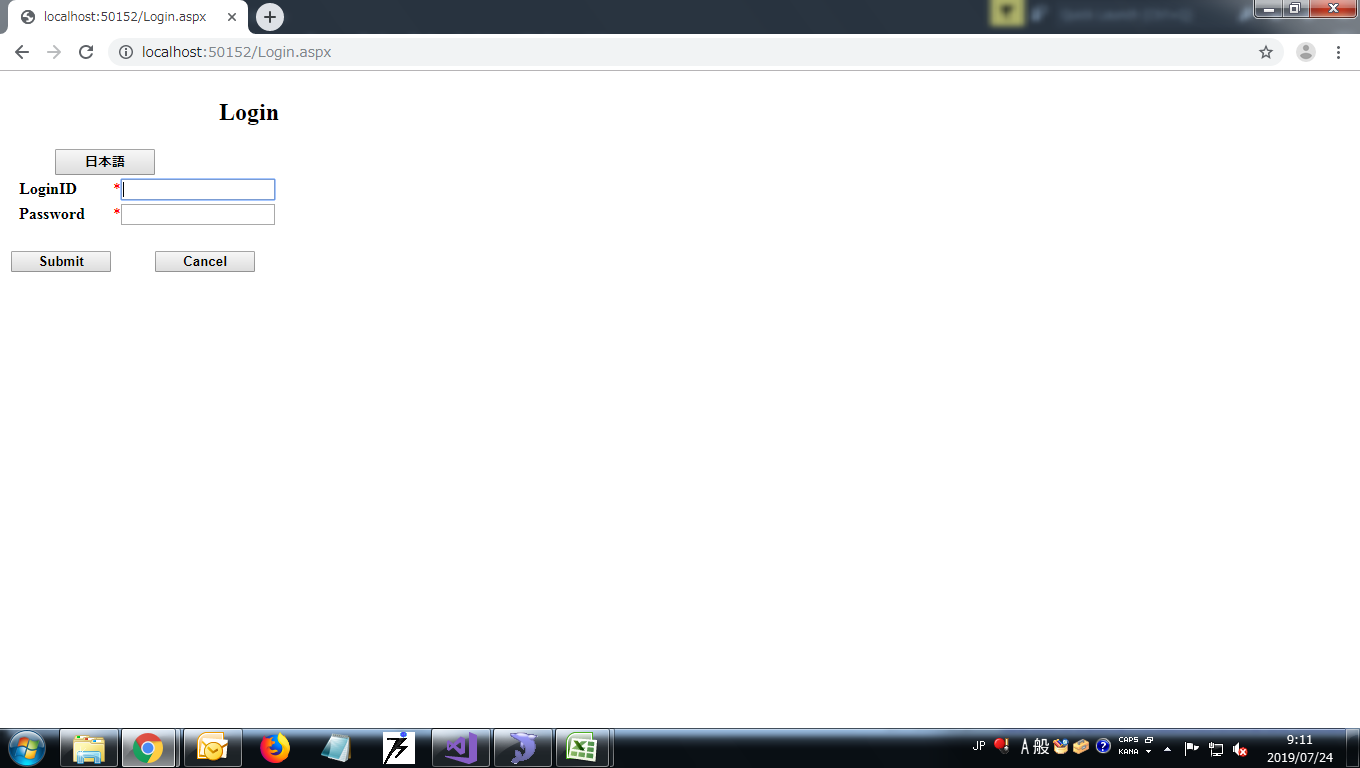 localhost:50152/Login.aspx
localhost:50152/Login.aspx
Login
日本語
LoginID *
Password *
Submit Cancel
JP A 般 CAPS KANA
9:11
2019/07/24